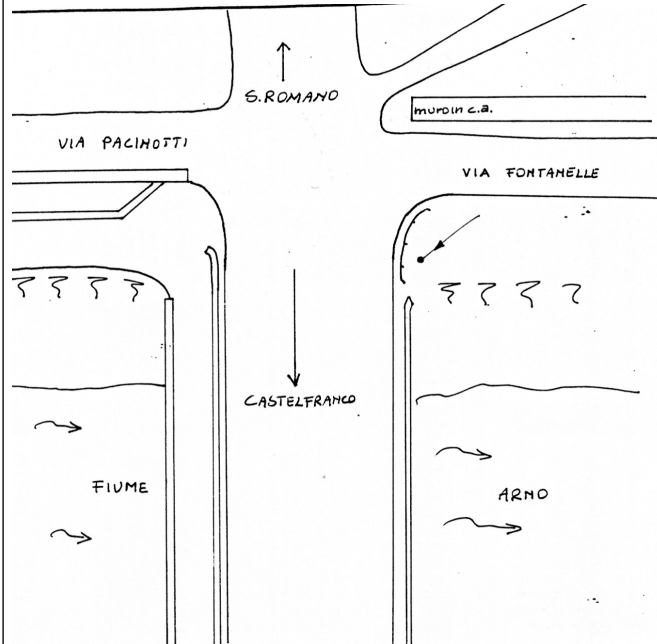 S.ROMANO
muro in c.a.
VIA PACINOTTI
VIA FONTANELLE
CASTELFRANCO
FIUME
ARNO